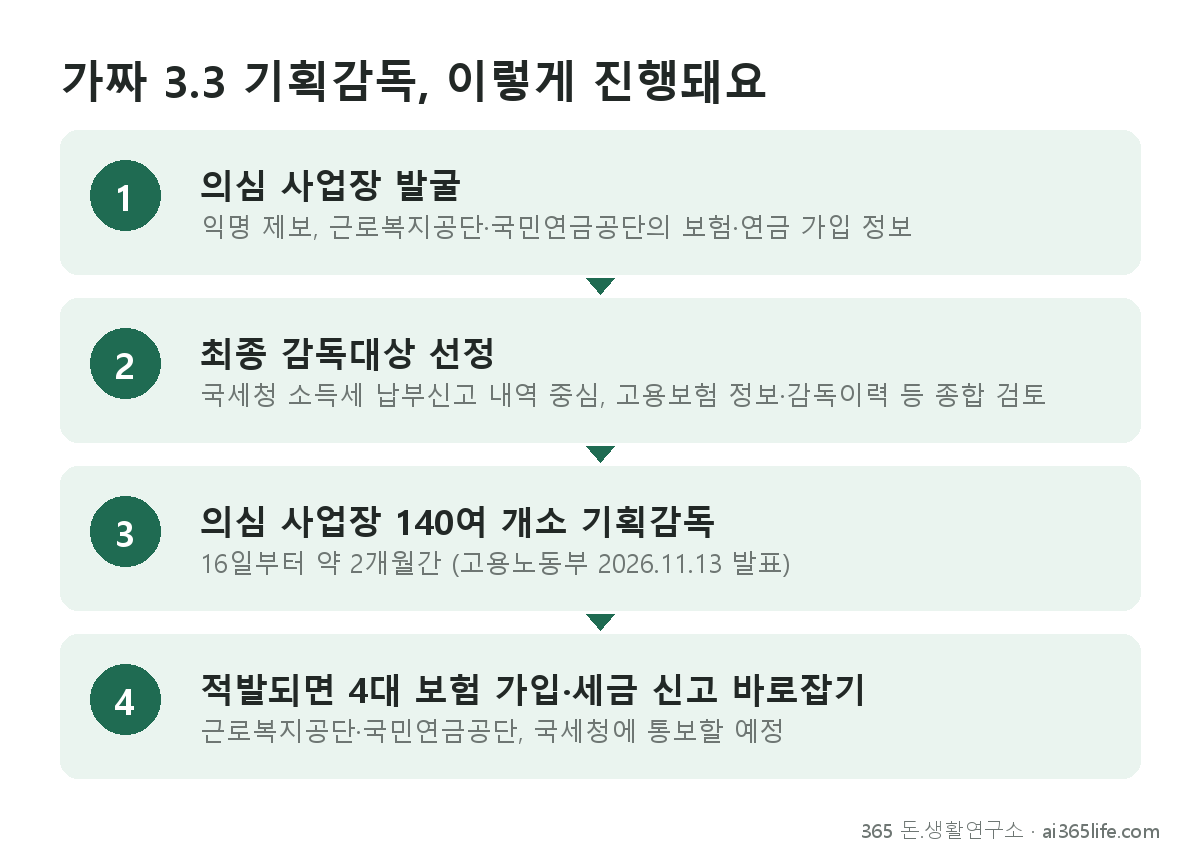 가짜 3.3 기획감독, 이렇게 진행돼요
1
의심 사업장 발굴
익명 제보, 근로복지공단·국민연금공단의 보험·연금 가입 정보
2
최종 감독대상 선정
국세청 소득세 납부신고 내역 중심, 고용보험 정보·감독이력 등 종합 검토
3
의심 사업장 140여 개소 기획감독
16일부터 약 2개월간 (고용노동부 2026.11.13 발표)
4
적발되면 4대 보험 가입·세금 신고 바로잡기
근로복지공단·국민연금공단, 국세청에 통보할 예정
365 돈.생활연구소 · ai365life.com